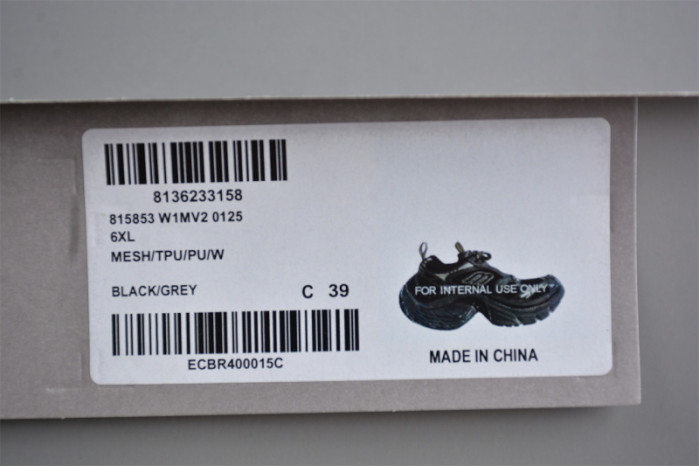 8136233158
815853 W1MV2 0125
6XL
MESH/TPU/PU/W
BLACK/GREY
C 39
ECBR400015C
FOR INTERNAL USE ONLY
MADE IN CHINA